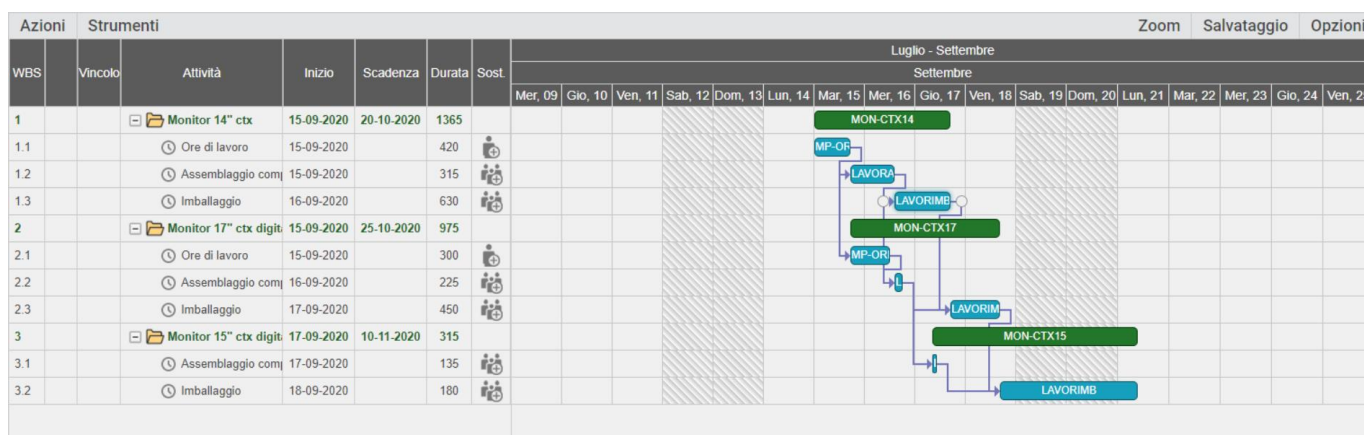 Azioni Strumenti Zoom Salvataggio Opzioni
Luglio - Settembre
WBS Vincolo Attività Inizio Scadenza Durata Sost. Settembre
Mer, 09 Gio, 10 Ven, 11 Sab, 12 Dom, 13 Lun, 14 Mar, 15 Mer, 16 Gio, 17 Ven, 18 Sab, 19 Dom, 20 Lun, 21 Mar, 22 Mer, 23 Gio, 24 Ven, 2
1 Monitor 14" ctx 15-09-2020 20-10-2020 1365 MON-CTX14
1.1 Ore di lavoro 15-09-2020 420 MP-OR
1.2 Assemblaggio comp 15-09-2020 315 LAVORA
1.3 Imballaggio 16-09-2020 630 LAVORIMB
2 Monitor 17" ctx digita 15-09-2020 25-10-2020 975 MON-CTX17
2.1 Ore di lavoro 15-09-2020 300 MP-OR
2.2 Assemblaggio comp 16-09-2020 225 L
2.3 Imballaggio 17-09-2020 450 LAVORIM
3 Monitor 15" ctx digita 17-09-2020 10-11-2020 315 MON-CTX15
3.1 Assemblaggio comp 17-09-2020 135
3.2 Imballaggio 18-09-2020 180 LAVORIMB